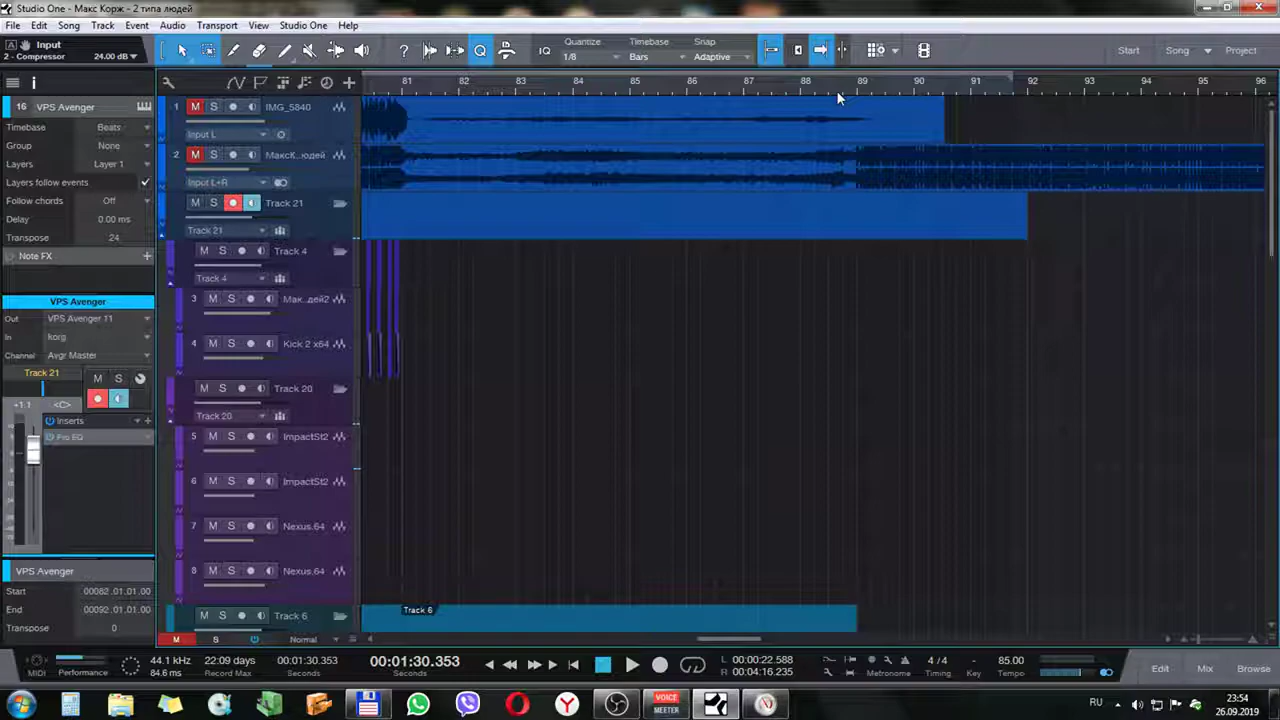 Studio One - Макс Корж - 2 типа людей
File Edit Song Track Event Audio Transport View Studio One Help
Input
2 - Compressor 24.00 dB
IQ Quantize 1/8 Timebase Bars Snap Adaptive
Start Song Project
81 82 83 84 85 86 87 88 89 90 91 92 93 94 95 96
16 VPS Avenger
Timebase Beats
Group None
Layers Layer 1
Layers follow events
Follow chords Off
Delay 0.00 ms
Transpose 24
Note FX
VPS Avenger
Out VPS Avenger 11
In korg
Channel Avgr Master
Track 21
M S
+1.1 <C>
Inserts
Pro EQ
VPS Avenger
Start 00082.01.01.00
End 00092.01.01.00
Transpose 0
1 M S IMG_5840
Input L
2 M S МаксК...юдей
Input L+R
M S Track 21
Track 21
M S Track 4
Track 4
3 M S Мак...дей2
4 M S Kick 2 x64
M S Track 20
Track 20
5 M S ImpactSt2
6 M S ImpactSt2
7 M S Nexus.64
8 M S Nexus.64
M S Track 6
Track 6
M S Normal
MIDI Performance
44.1 kHz
84.6 ms
22:09 days
Record Max
00:01:30.353
Seconds
00:01:30.353
Seconds
L 00:00:22.588
R 00:04:16.235
Metronome
4 / 4
Timing
-
Key
85.00
Tempo
Edit Mix Browse
VOICE
MEETER
RU
23:54
26.09.2019